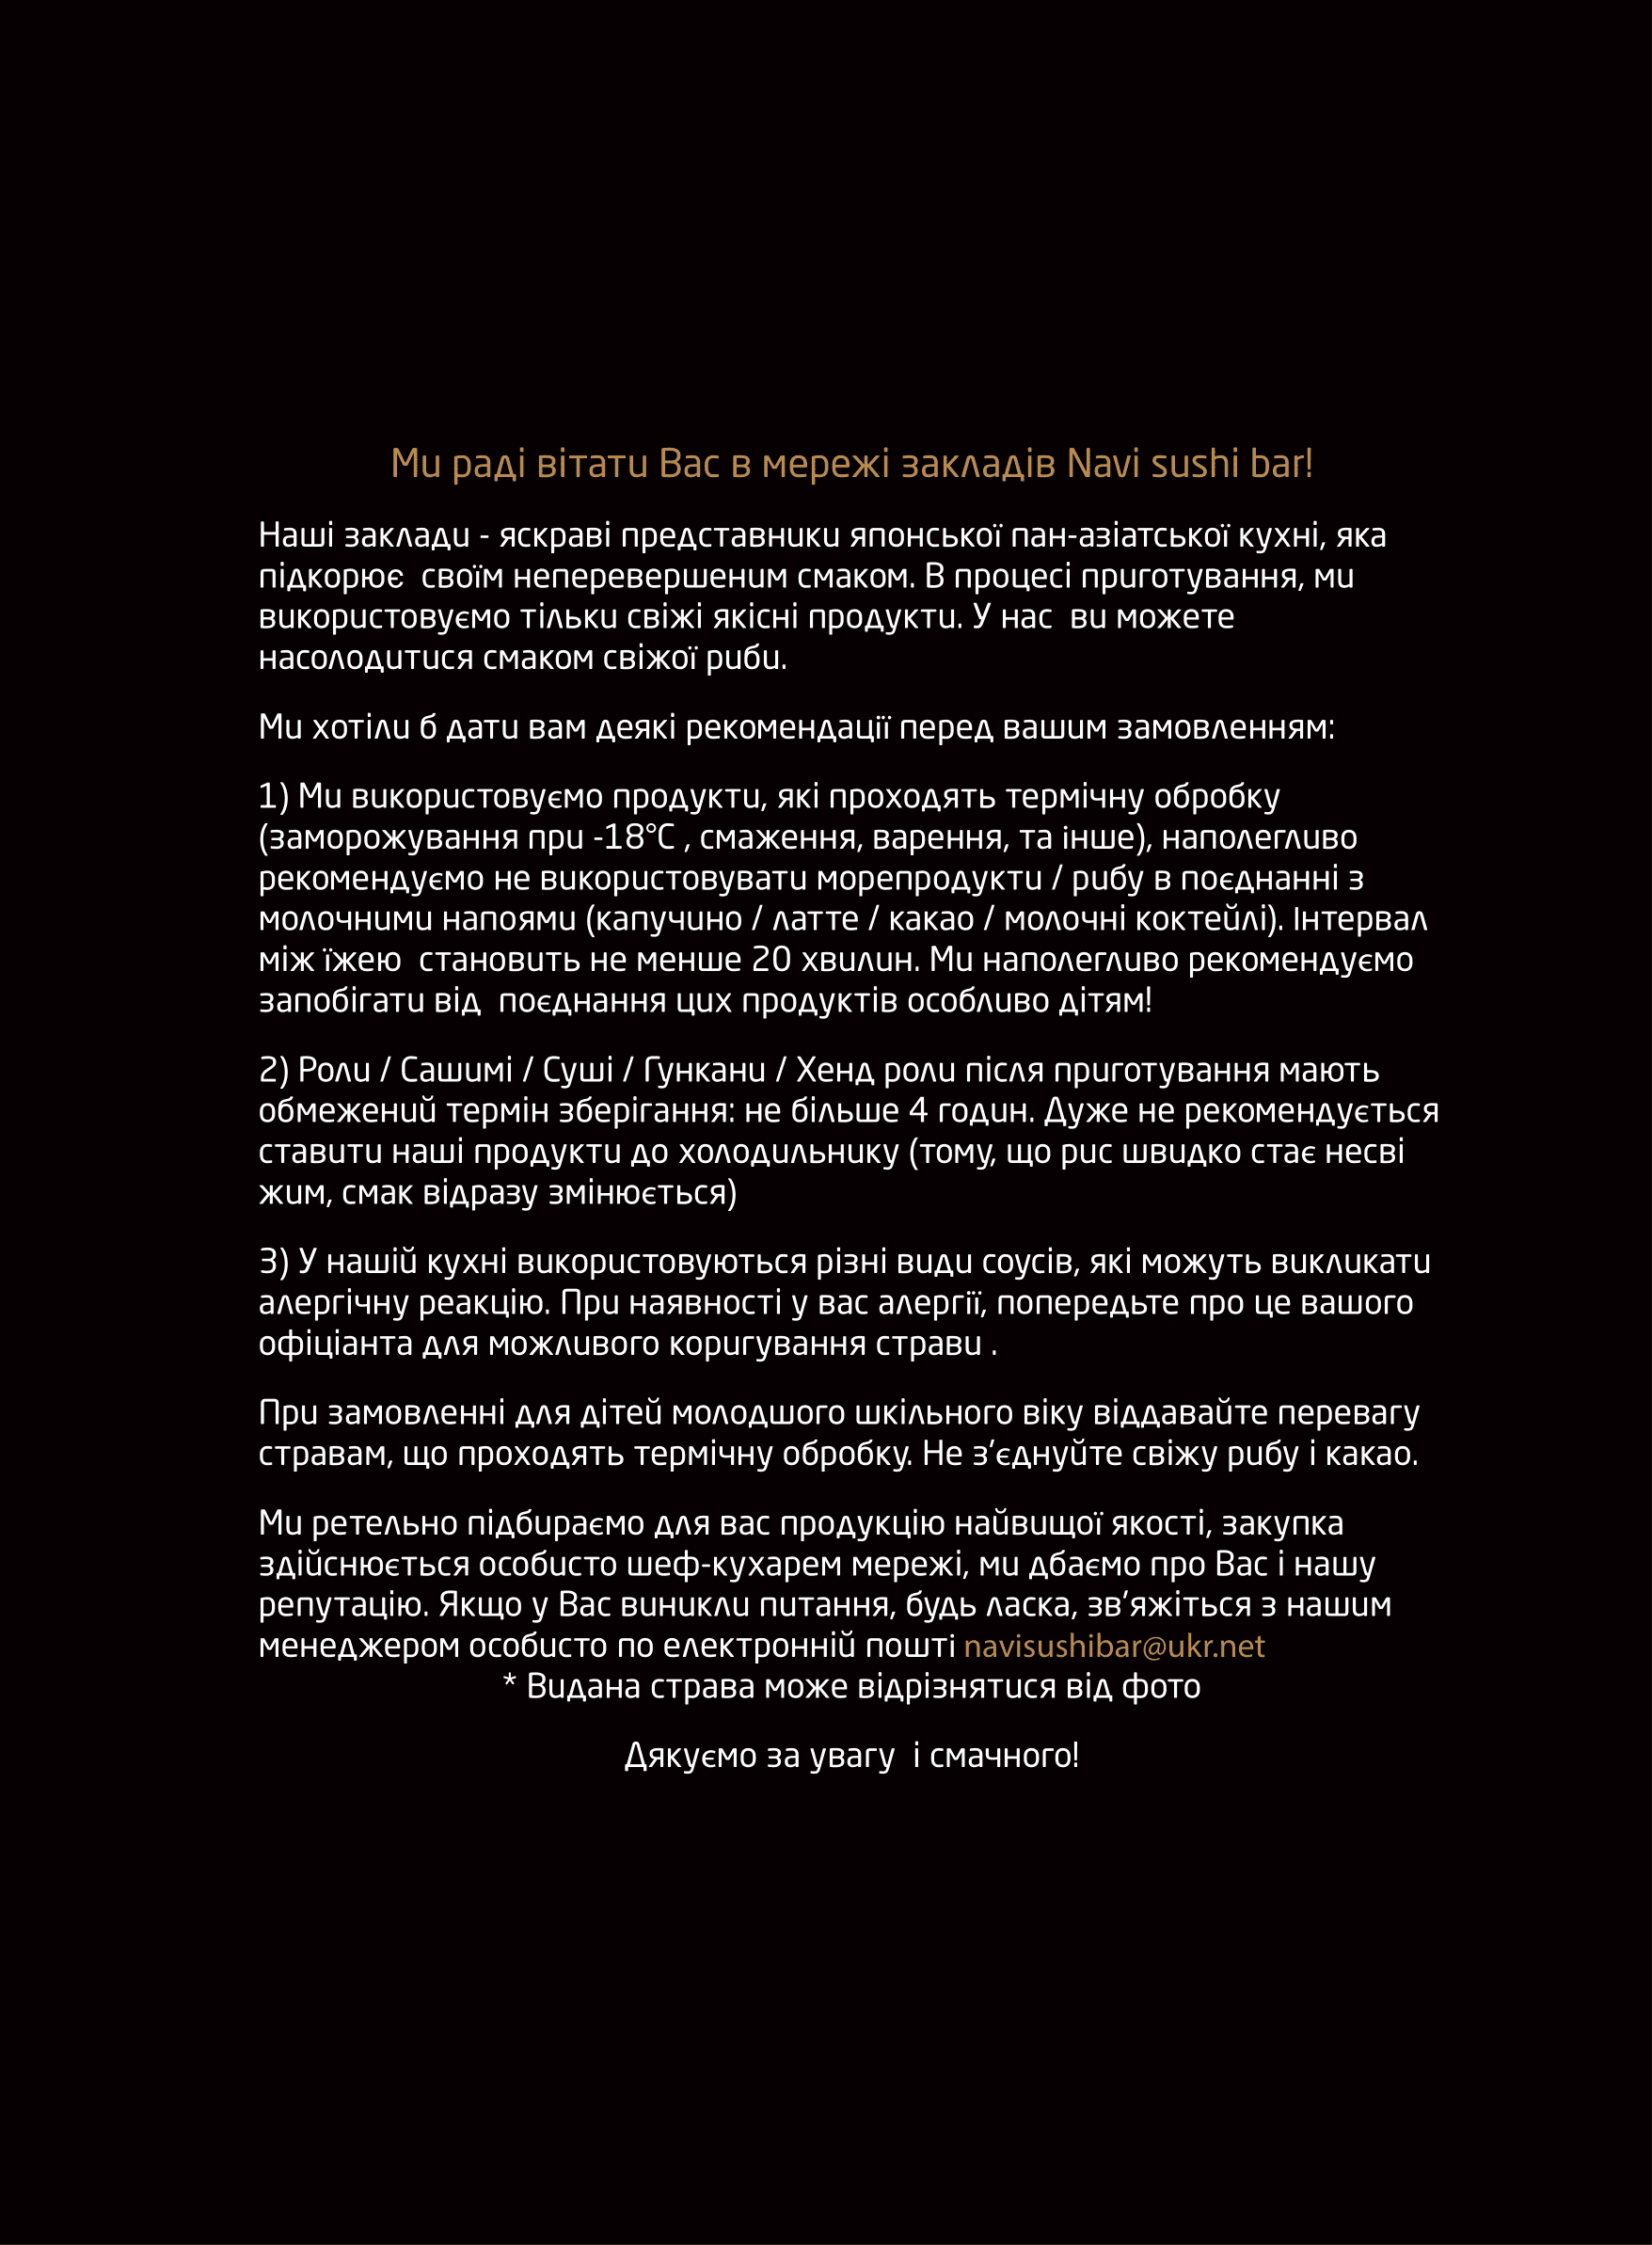 Ми раді вітати Вас в мережі закладів Navi sushi bar!
Наші заклади - яскраві представники японської пан-азіатської кухні, яка
підкорює  своїм неперевершеним смаком. В процесі приготування, ми
використовуємо тільки свіжі якісні продукти. У нас  ви можете
насолодитися смаком свіжої риби.
Ми хотіли б дати вам деякі рекомендації перед вашим замовленням:
1) Ми використовуємо продукти, які проходять термічну обробку
(заморожування при -18°С , смаження, варення, та інше), наполегливо
рекомендуємо не використовувати морепродукти / рибу в поєднанні з
молочними напоями (капучино / латте / какао / молочні коктейлі). Інтервал
між їжею  становить не менше 20 хвилин. Ми наполегливо рекомендуємо
запобігати від  поєднання цих продуктів особливо дітям!
2) Роли / Сашимі / Суші / Гункани / Хенд роли після приготування мають
обмежений термін зберігання: не більше 4 годин. Дуже не рекомендується
ставити наші продукти до холодильнику (тому, що рис швидко стає несві
жим, смак відразу змінюється)
3) У нашій кухні використовуються різні види соусів, які можуть викликати
алергічну реакцію. При наявності у вас алергії, попередьте про це вашого
офіціанта для можливого коригування страви .
При замовленні для дітей молодшого шкільного віку віддавайте перевагу
стравам, що проходять термічну обробку. Не з'єднуйте свіжу рибу і какао.
Ми ретельно підбираємо для вас продукцію найвищої якості, закупка
здійснюється особисто шеф-кухарем мережі, ми дбаємо про Вас і нашу
репутацію. Якщо у Вас виникли питання, будь ласка, зв'яжіться з нашим
менеджером особисто по електронній пошті navisushibar@ukr.net
* Видана страва може відрізнятися від фото
Дякуємо за увагу  і смачного!